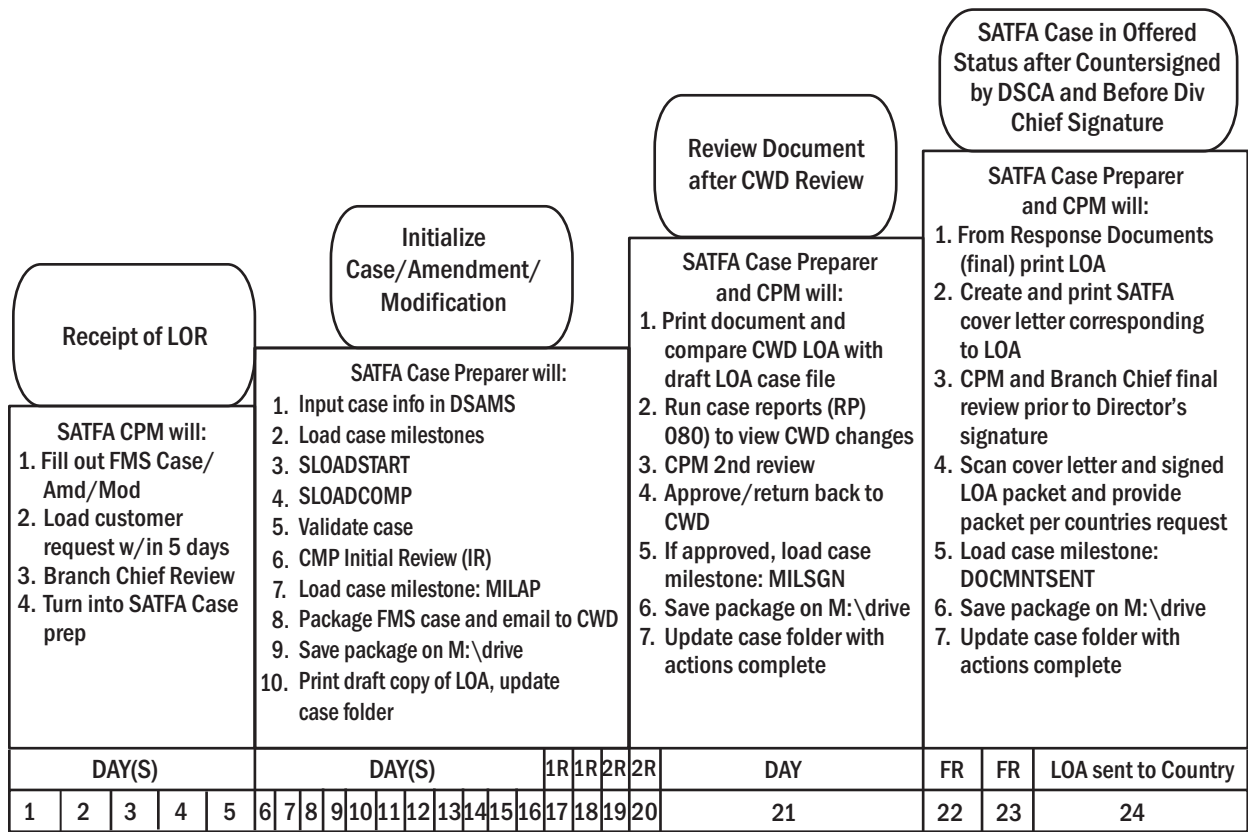 Receipt of LOR
SATFA CPM will:
1. Fill out FMS Case/
Amd/Mod
2. Load customer
request w/in 5 days
3. Branch Chief Review
4. Turn into SATFA Case
prep
Initialize
Case/Amendment/
Modification
SATFA Case Preparer will:
1. Input case info in DSAMS
2. Load case milestones
3. SLOADSTART
4. SLOADCOMP
5. Validate case
6. CMP Initial Review (IR)
7. Load case milestone: MILAP
8. Package FMS case and email to CWD
9. Save package on M:\drive
10. Print draft copy of LOA, update
case folder
Review Document
after CWD Review
SATFA Case Preparer
and CPM will:
1. Print document and
compare CWD LOA with
draft LOA case file
2. Run case reports (RP)
080) to view CWD changes
3. CPM 2nd review
4. Approve/return back to
CWD
5. If approved, load case
milestone: MILSGN
6. Save package on M:\drive
7. Update case folder with
actions complete
SATFA Case in Offered
Status after Countersigned
by DSCA and Before Div
Chief Signature
SATFA Case Preparer
and CPM will:
1. From Response Documents
(final) print LOA
2. Create and print SATFA
cover letter corresponding
to LOA
3. CPM and Branch Chief final
review prior to Director's
signature
4. Scan cover letter and signed
LOA packet and provide
packet per countries request
5. Load case milestone:
DOCMNTSENT
6. Save package on M:\drive
7. Update case folder with
actions complete
DAY(S) DAY(S) 1R 1R 2R 2R DAY FR FR LOA sent to Country
1 2 3 4 5 6 7 8 9 10 11 12 13 14 15 16 17 18 19 20 21 22 23 24